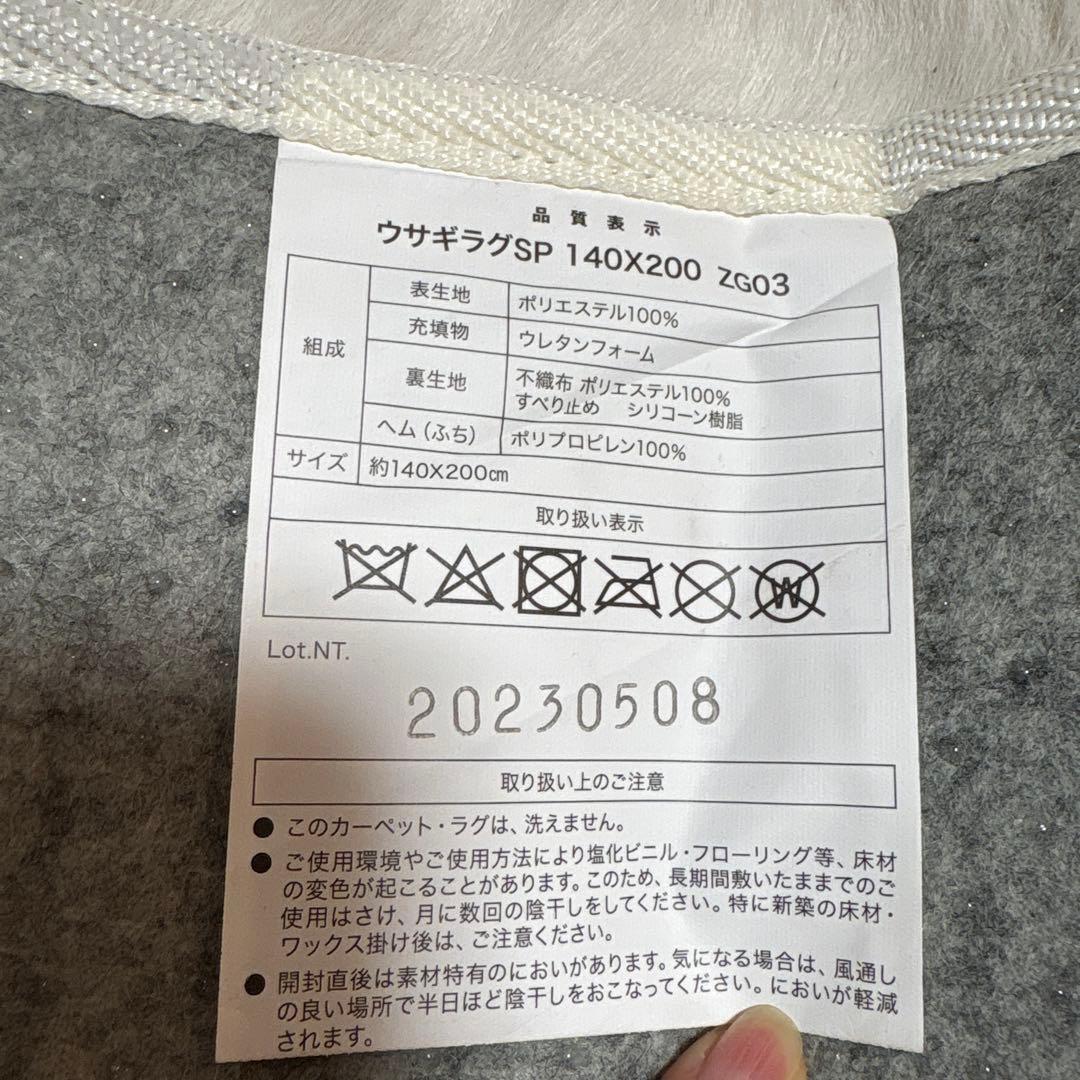 品質表示
ウサギラグSP 140X200 ZG03
組成
表生地 ポリエステル100%
充填物 ウレタンフォーム
裏生地 不織布 ポリエステル100%
すべり止め シリコーン樹脂
ヘム(ふち) ポリプロピレン100%
サイズ 約140X200㎝
取り扱い表示
W
Lot.NT.
20230508
取り扱い上のご注意
● このカーペット・ラグは、洗えません。
● ご使用環境やご使用方法により塩化ビニル・フローリング等、床材
の変色が起こることがあります。このため、長期間敷いたままでのご
使用はさけ、月に数回の陰干しをしてください。特に新築の床材・
ワックス掛け後は、ご注意ください。
● 開封直後は素材特有のにおいがあります。気になる場合は、風通し
の良い場所で半日ほど陰干しをおこなってください。においが軽減
されます。